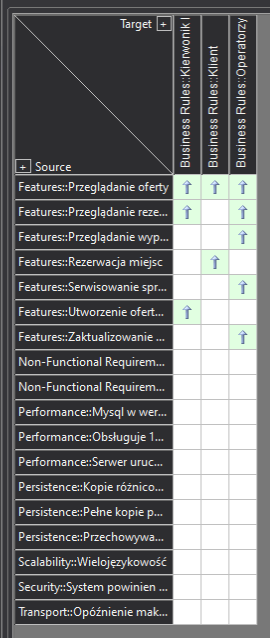 Target +
Business Rules::Kierwonik I
Business Rules::Klient
Business Rules::Operatorzy
+ Source
Features::Przeglądanie oferty
Features::Przeglądanie reze...
Features::Przeglądanie wyp...
Features::Rezerwacja miejsc
Features::Serwisowanie spr...
Features::Utworzenie ofert...
Features::Zaktualizowanie ...
Non-Functional Requirem...
Non-Functional Requirem...
Performance::Mysql w wer...
Performance::Obsługuje 1...
Performance::Serwer uruc...
Persistence::Kopie różnico...
Persistence::Pełne kopie p...
Persistence::Przechowywa...
Scalability::Wielojęzykowość
Security::System powinien ...
Transport::Opóźnienie mak...